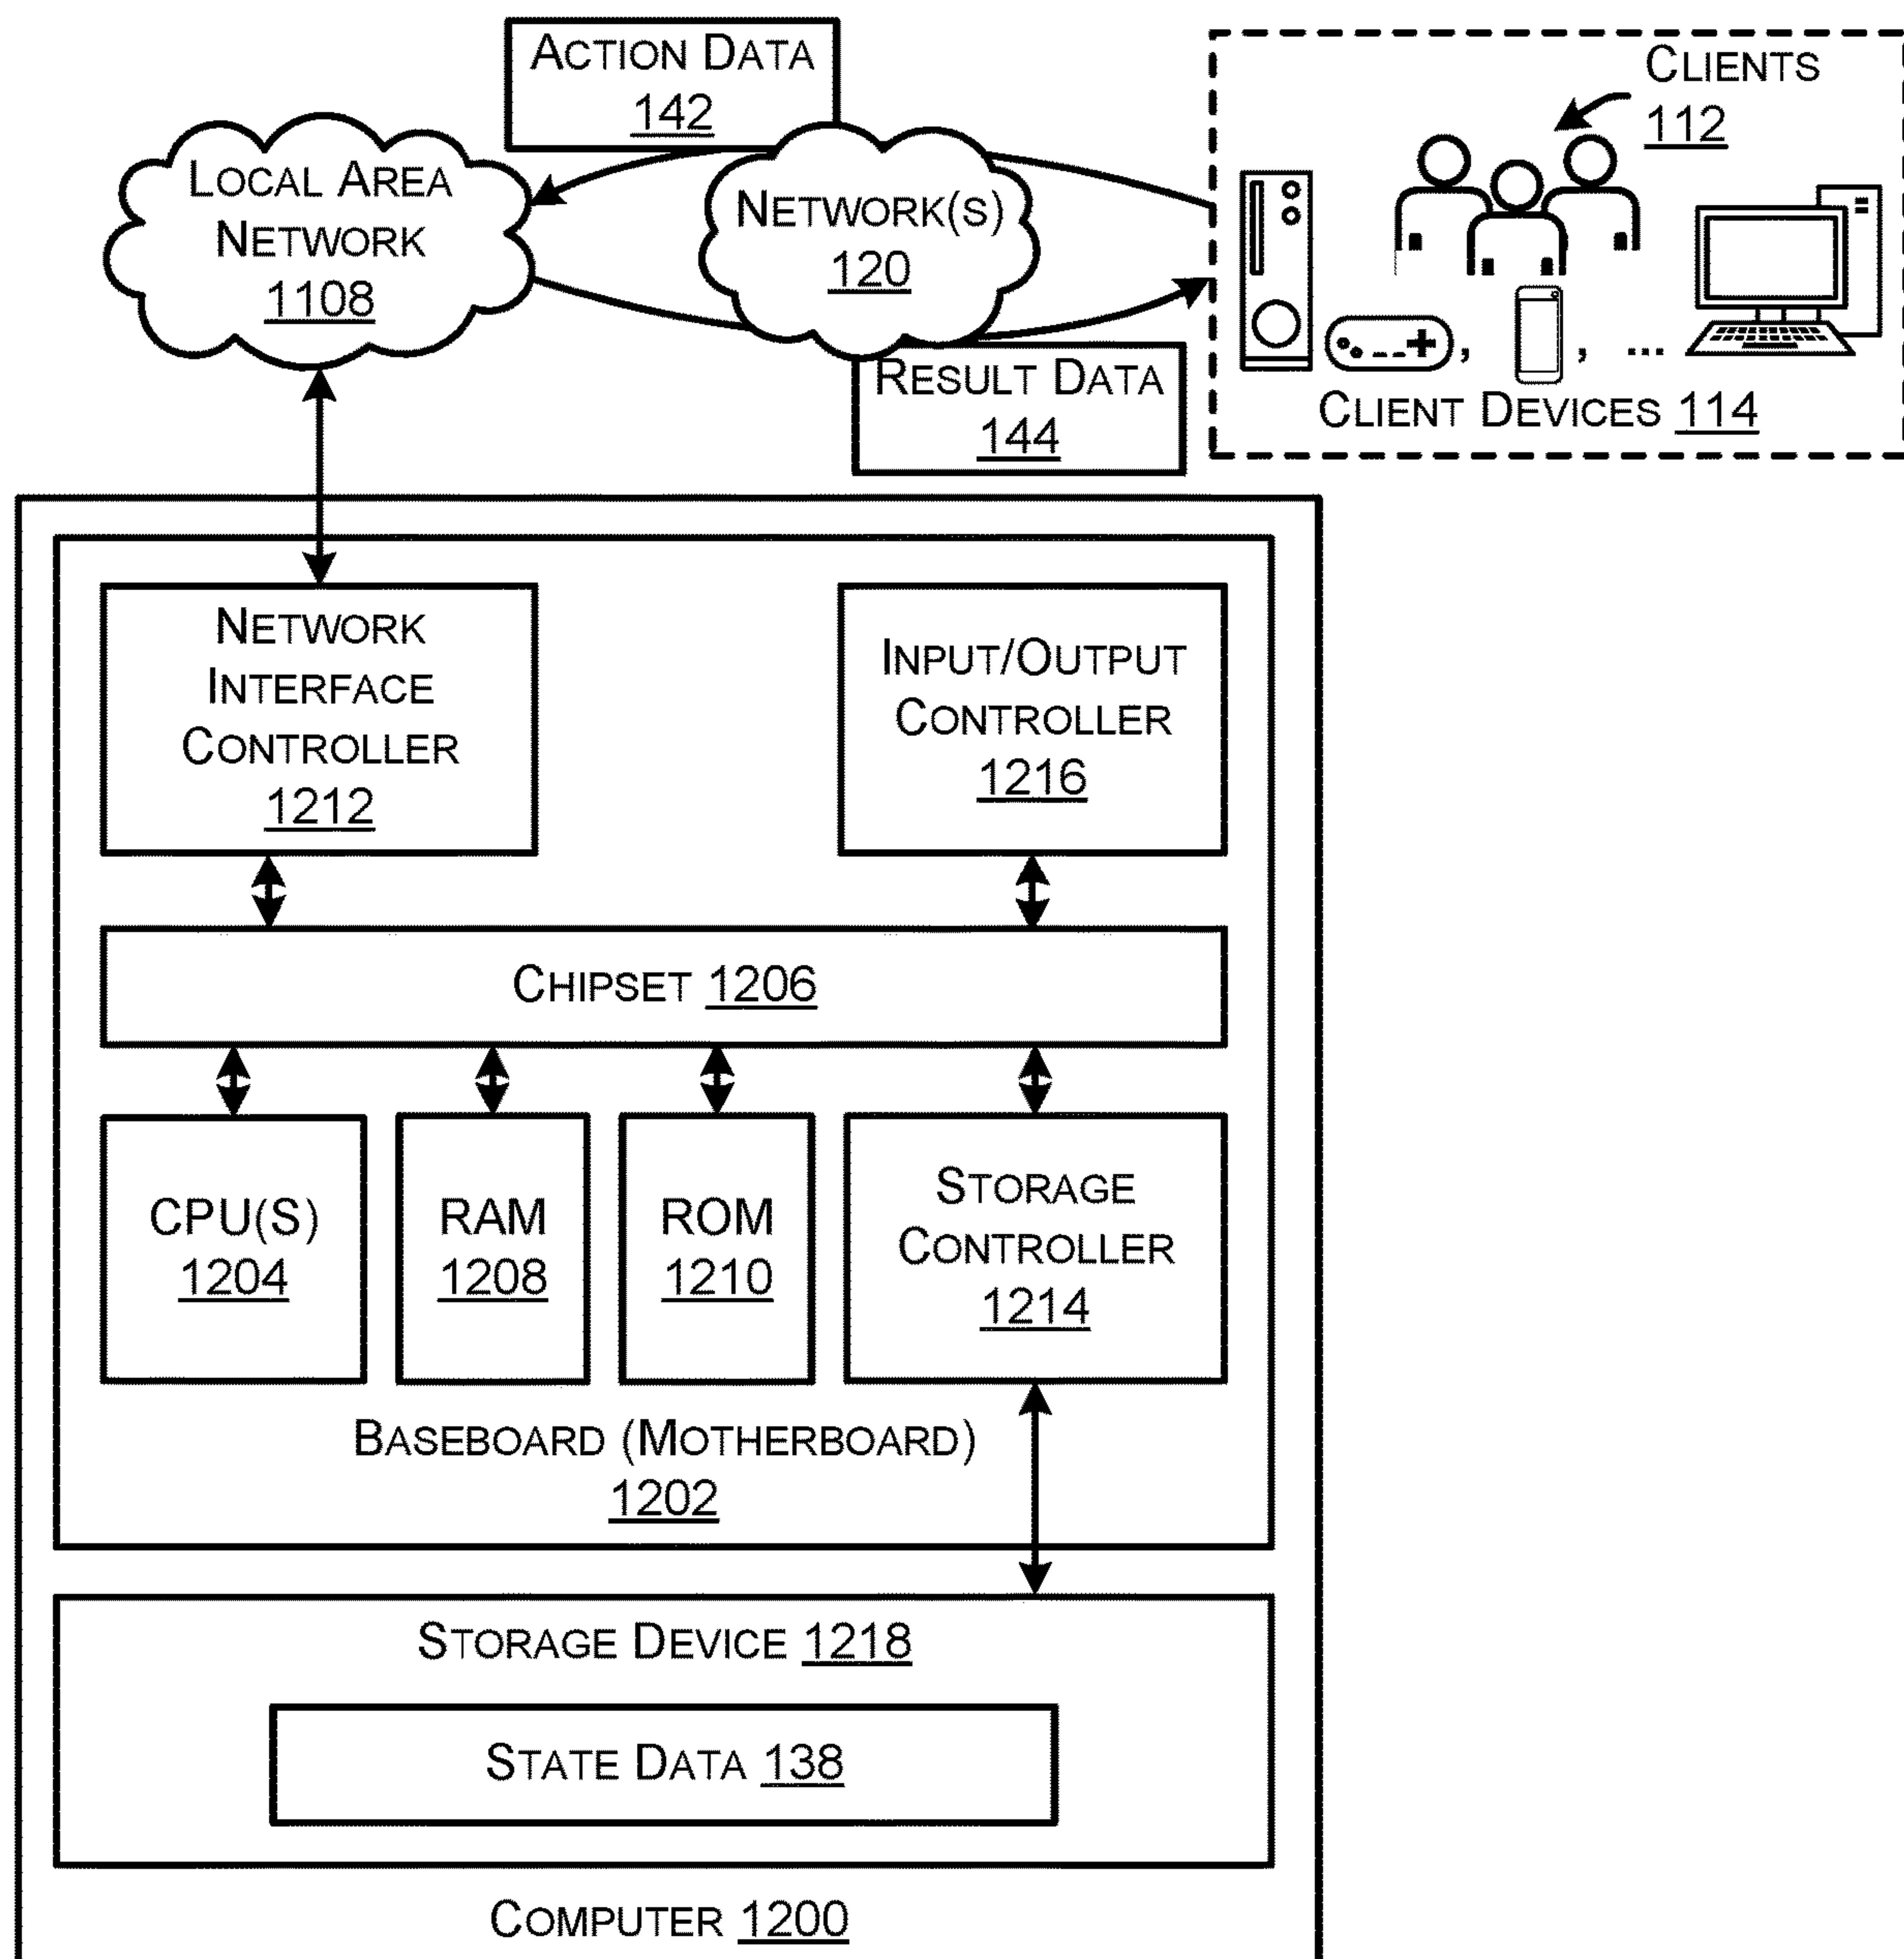 ACTION DATA
142
CLIENTS
112
LOCAL AREA
NETWORK
1108
NETWORK(S)
120
RESULT DATA
144
, , ...
CLIENT DEVICES 114
NETWORK
INTERFACE
CONTROLLER
1212
INPUT/OUTPUT
CONTROLLER
1216
CHIPSET 1206
CPU(S)
1204
RAM
1208
ROM
1210
STORAGE
CONTROLLER
1214
BASEBOARD (MOTHERBOARD)
1202
STORAGE DEVICE 1218
STATE DATA 138
COMPUTER 1200